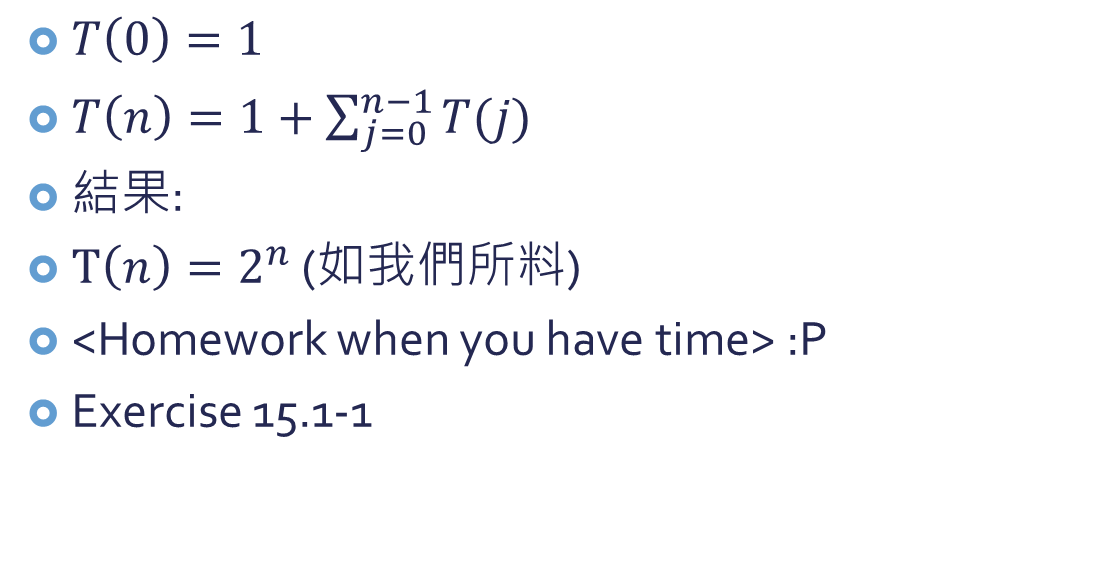 T(0) = 1
T(n) = 1 + ∑_{j=0}^{n−1} T(j)
結果:
T(n) = 2^n (如我們所料)
<Homework when you have time> :P
Exercise 15.1-1